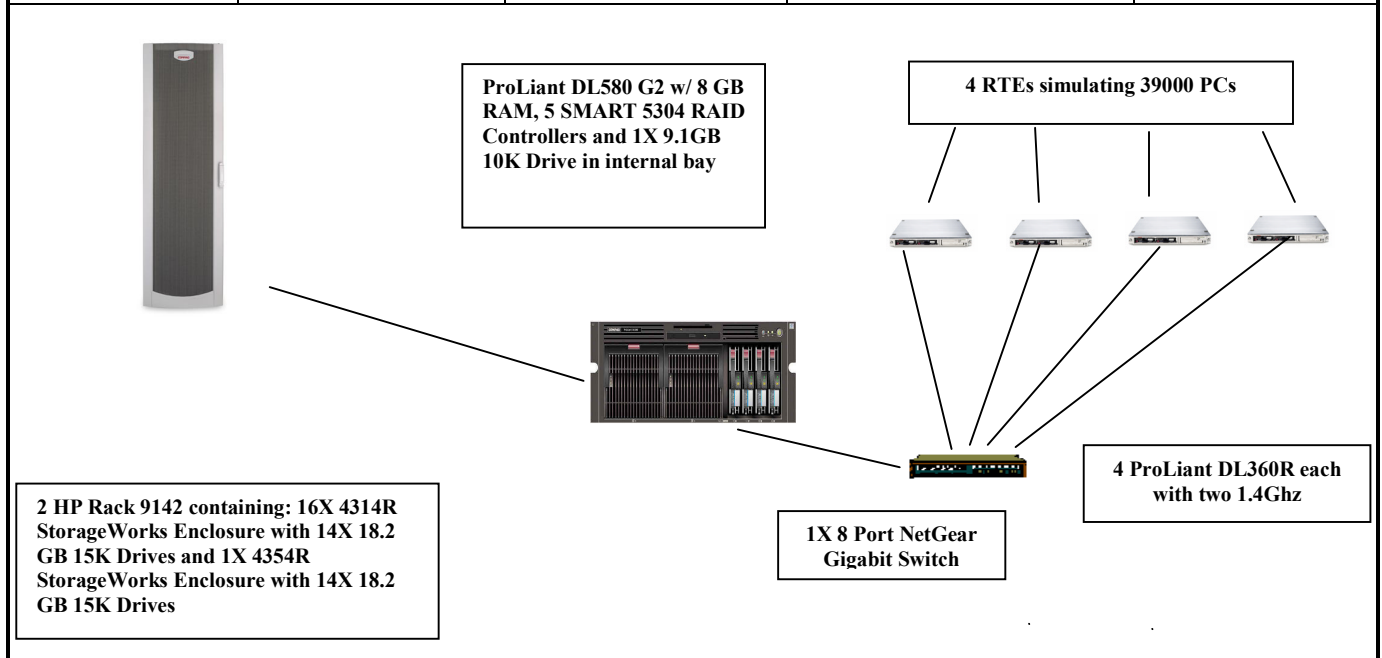 ProLiant DL580 G2 w/ 8 GB
RAM, 5 SMART 5304 RAID
Controllers and 1X 9.1GB
10K Drive in internal bay
4 RTEs simulating 39000 PCs
2 HP Rack 9142 containing: 16X 4314R
StorageWorks Enclosure with 14X 18.2
GB 15K Drives and 1X 4354R
StorageWorks Enclosure with 14X 18.2
GB 15K Drives
1X 8 Port NetGear
Gigabit Switch
4 ProLiant DL360R each
with two 1.4Ghz